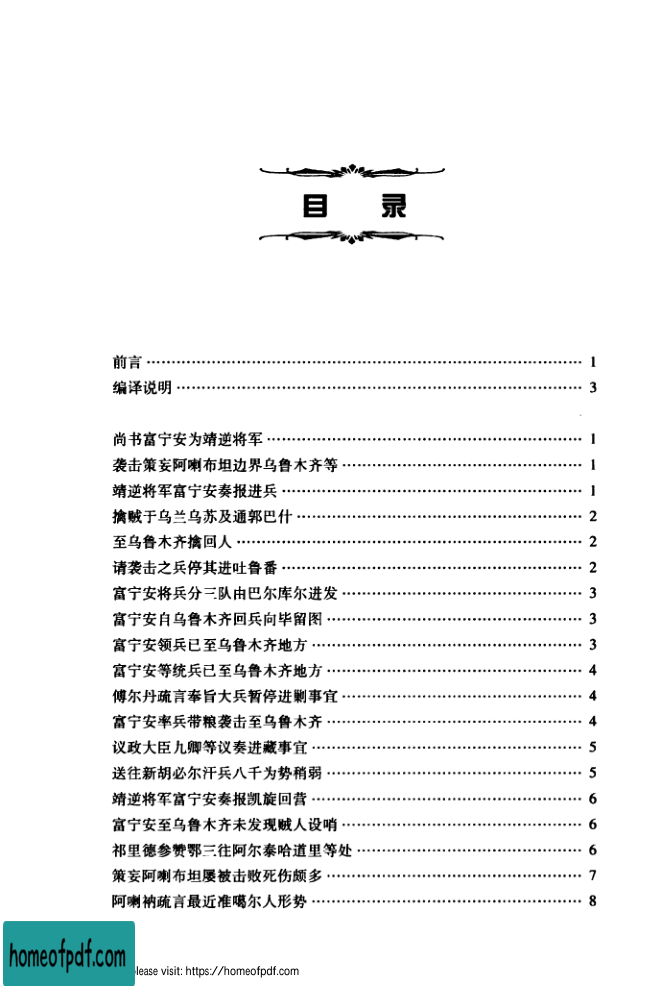 目 录
前言 …… 1
编译说明 …… 3
尚书富宁安为靖逆将军 …… 1
袭击策妄阿喇布坦边界乌鲁木齐等 …… 1
靖逆将军富宁安奏报进兵 …… 1
擒贼于乌兰乌苏及通郭巴什 …… 2
至乌鲁木齐擒回人 …… 2
请袭击之兵停其进吐鲁番 …… 2
富宁安将兵分三队由巴尔库尔进发 …… 3
富宁安自乌鲁木齐回兵向毕留图 …… 3
富宁安领兵已至乌鲁木齐地方 …… 3
富宁安等统兵已至乌鲁木齐地方 …… 4
傅尔丹疏言奉旨大兵暂停进剿事宜 …… 4
富宁安率兵带粮袭击至乌鲁木齐 …… 4
议政大臣九卿等议奏进藏事宜 …… 5
送往新胡必尔汗兵八千为势稍弱 …… 5
靖逆将军富宁安奏报凯旋回营 …… 6
富宁安至乌鲁木齐未发现贼人设哨 …… 6
祁里德参赞鄂三往阿尔泰哈道里等处 …… 6
策妄阿喇布坦屡被击败死伤颇多 …… 7
阿喇衲疏言最近准噶尔人形势 …… 8
homeofpdf.com
lease visit: https://homeofpdf.com